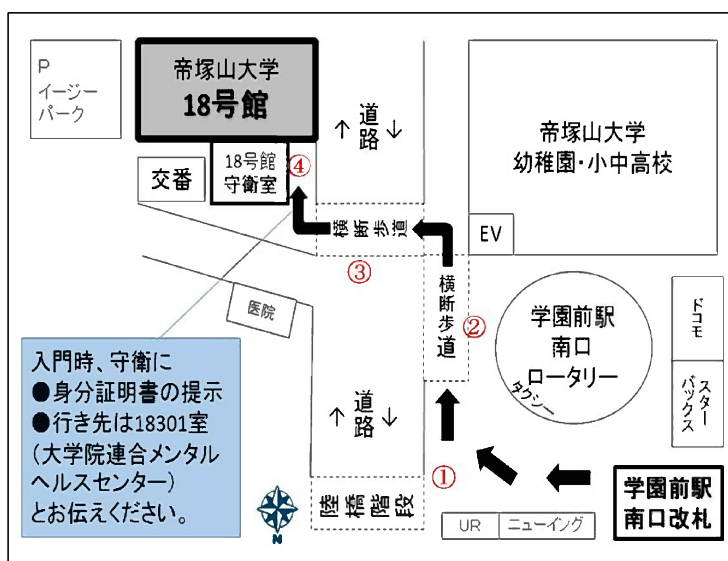 P
イージー
パーク
帝塚山大学
18号館
↑道路↓
帝塚山大学
幼稚園・小中高校
18号館
守衛室
④
交番
横断歩道
EV
③
横断歩道
②
医院
学園前駅
南口
ロータリー
タクシー
ドコモ
スターバックス
入門時、守衛に
●身分証明書の提示
●行き先は18301室
(大学院連合メンタル
ヘルスセンター)
とお伝えください。
↑道路↓
①
陸橋階段
N
UR
ニューイング
学園前駅
南口改札